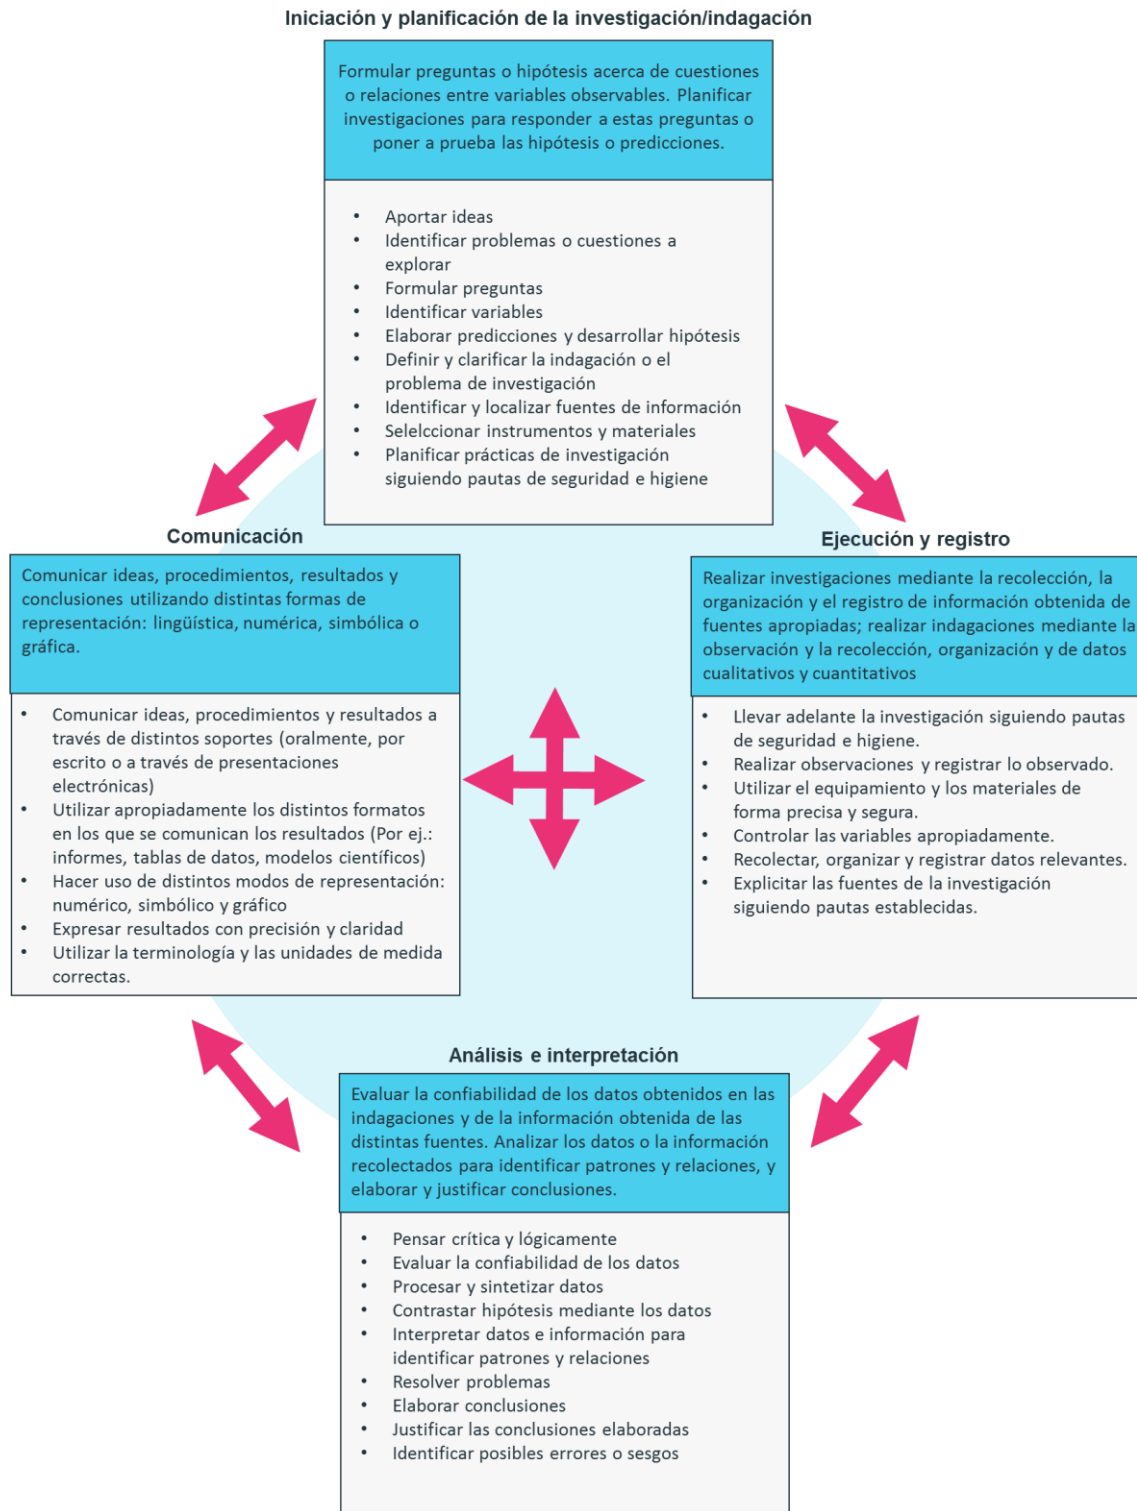 Iniciación y planificación de la investigación/indagación
Formular preguntas o hipótesis acerca de cuestiones
o relaciones entre variables observables. Planificar
investigaciones para responder a estas preguntas o
poner a prueba las hipótesis o predicciones.
• Aportar ideas
• Identificar problemas o cuestiones a
explorar
• Formular preguntas
• Identificar variables
• Elaborar predicciones y desarrollar hipótesis
• Definir y clarificar la indagación o el
problema de investigación
• Identificar y localizar fuentes de información
• Selelccionar instrumentos y materiales
• Planificar prácticas de investigación
siguiendo pautas de seguridad e higiene
Comunicación
Comunicar ideas, procedimientos, resultados y
conclusiones utilizando distintas formas de
representación: lingüística, numérica, simbólica o
gráfica.
• Comunicar ideas, procedimientos y resultados a
través de distintos soportes (oralmente, por
escrito o a través de presentaciones
electrónicas)
• Utilizar apropiadamente los distintos formatos
en los que se comunican los resultados (Por ej.:
informes, tablas de datos, modelos científicos)
• Hacer uso de distintos modos de representación:
numérico, simbólico y gráfico
• Expresar resultados con precisión y claridad
• Utilizar la terminología y las unidades de medida
correctas.
Ejecución y registro
Realizar investigaciones mediante la recolección, la
organización y el registro de información obtenida de
fuentes apropiadas; realizar indagaciones mediante la
observación y la recolección, organización y de datos
cualitativos y cuantitativos
• Llevar adelante la investigación siguiendo pautas
de seguridad e higiene.
• Realizar observaciones y registrar lo observado.
• Utilizar el equipamiento y los materiales de
forma precisa y segura.
• Controlar las variables apropiadamente.
• Recolectar, organizar y registrar datos relevantes.
• Explicitar las fuentes de la investigación
siguiendo pautas establecidas.
Análisis e interpretación
Evaluar la confiabilidad de los datos obtenidos en las
indagaciones y de la información obtenida de las
distintas fuentes. Analizar los datos o la información
recolectados para identificar patrones y relaciones, y
elaborar y justificar conclusiones.
• Pensar crítica y lógicamente
• Evaluar la confiabilidad de los datos
• Procesar y sintetizar datos
• Contrastar hipótesis mediante los datos
• Interpretar datos e información para
identificar patrones y relaciones
• Resolver problemas
• Elaborar conclusiones
• Justificar las conclusiones elaboradas
• Identificar posibles errores o sesgos